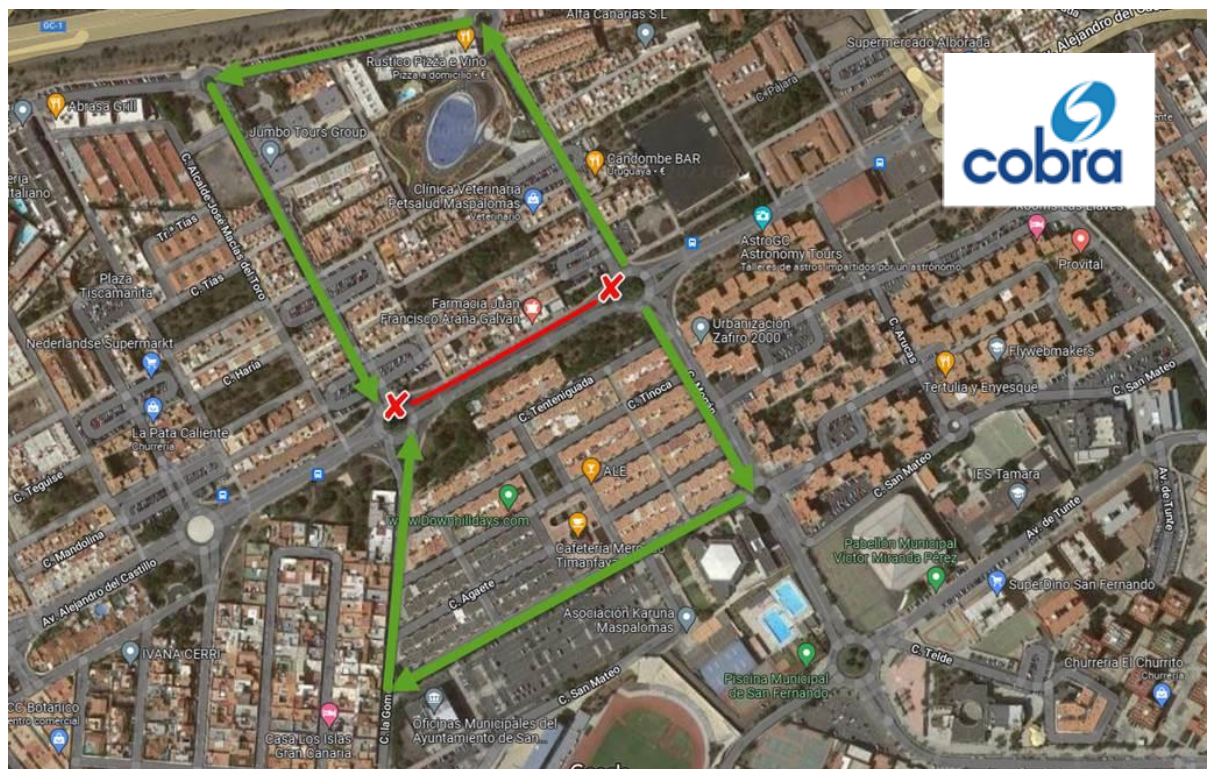 GC-1
Alfa Canarias S.L
Rustico Pizza e Vino
Pizza a domicilio • €
Supermercado Alborada
Av. Alejandro del
cobra
Abrasa Grill
Jumbo Tours Group
C. Pájara
Candombe BAR
Uruguaya • €
Italiano
C. Alcalde José Macías del Toro
Clínica Veterinaria
Petsalud Maspalomas
Veterinario
Tr.ª Tías
C. Tías
AstroGC
Astronomy Tours
Talleres de astros impartidos por un astrónomo
Provital
Plaza
Tiscamanita
Farmacia Juan
Francisco Araña Galván
Urbanización
Zafiro 2000
C. Arucas
Flywebmakers
Nederlandse Supermarkt
C. Haria
C. Tenteniguada
C. Tinoca
C. Mogán
Tertulia y Enyesque
C. San Mateo
La Pata Caliente
Churrería
C. Teguise
ALE
C. San Mateo
IES Tamara
Av. de Tunte
www.Downhilldays.com
C. Mandolina
Cafetería Mercado
Timanfaya
Pabellón Municipal
Víctor Miranda Pérez
Av. de Tunte
Av. Alejandro del Castillo
C. Agaete
SuperDino San Fernando
Asociación Karuna
Maspalomas
IVANA CERRI
C. San Mateo
Piscina Municipal
de San Fernando
C. Telde
Churreria El Churrito
Churrería
CC Botánico
Centro comercial
C. la Gom
Casa Los Islas
Gran Canaria
Oficinas Municipales del
Ayuntamiento de San...